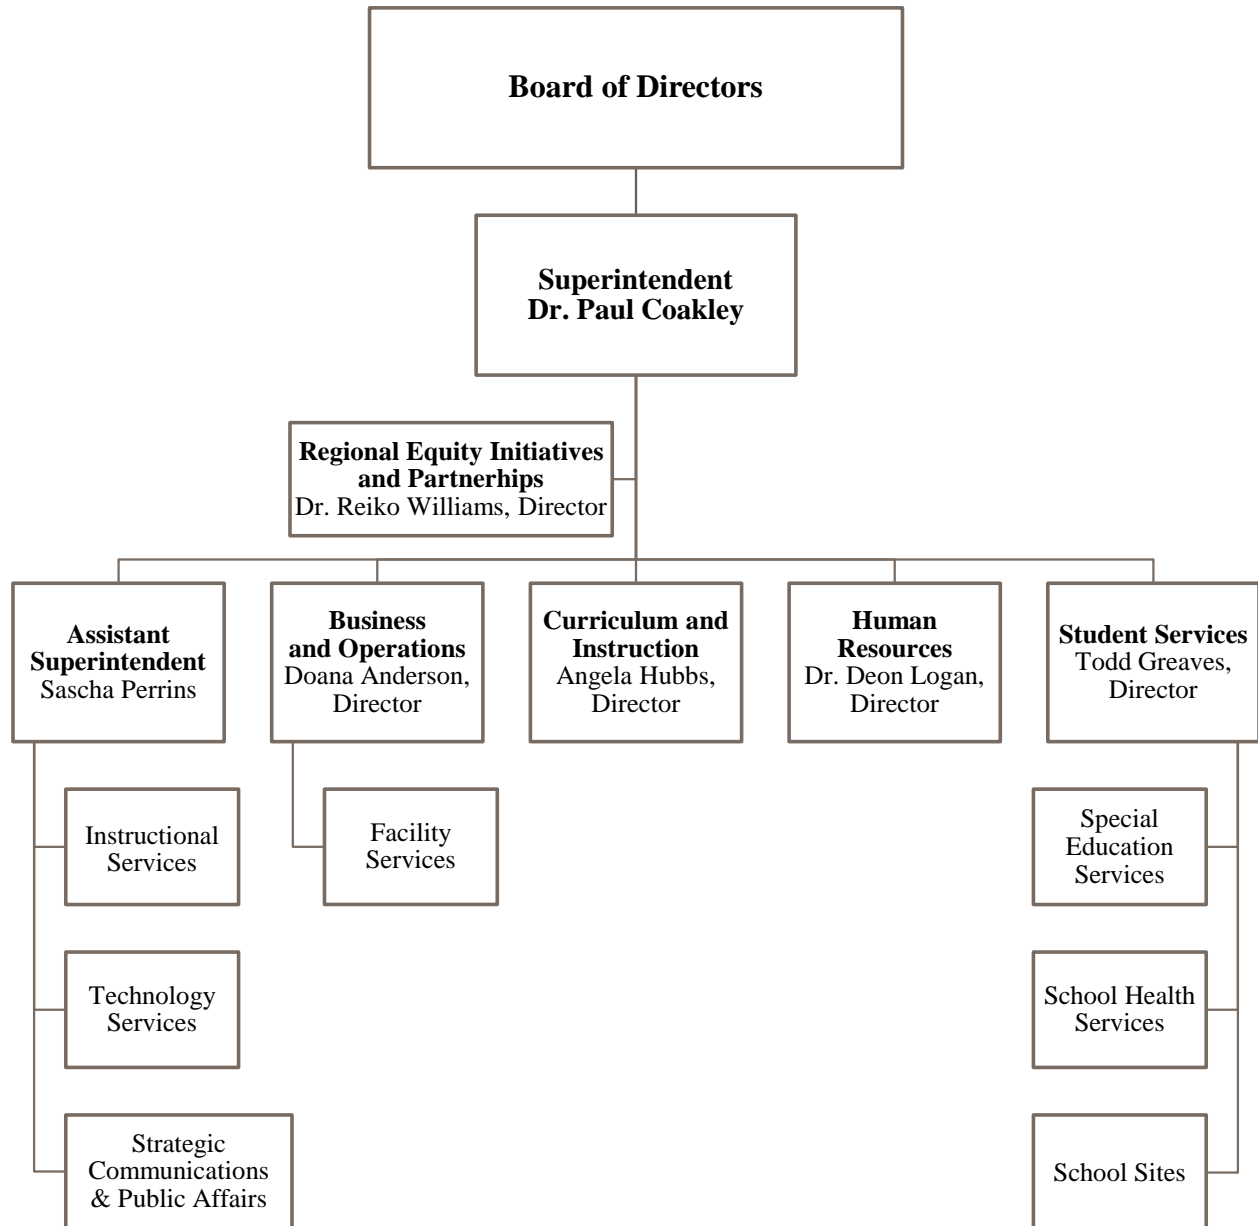 Board of Directors
Superintendent
Dr. Paul Coakley
Regional Equity Initiatives
and Partnerhips
Dr. Reiko Williams, Director
Assistant
Superintendent
Sascha Perrins
Business
and Operations
Doana Anderson,
Director
Curriculum and
Instruction
Angela Hubbs,
Director
Human
Resources
Dr. Deon Logan,
Director
Student Services
Todd Greaves,
Director
Instructional
Services
Facility
Services
Special
Education
Services
Technology
Services
School Health
Services
Strategic
Communications
& Public Affairs
School Sites